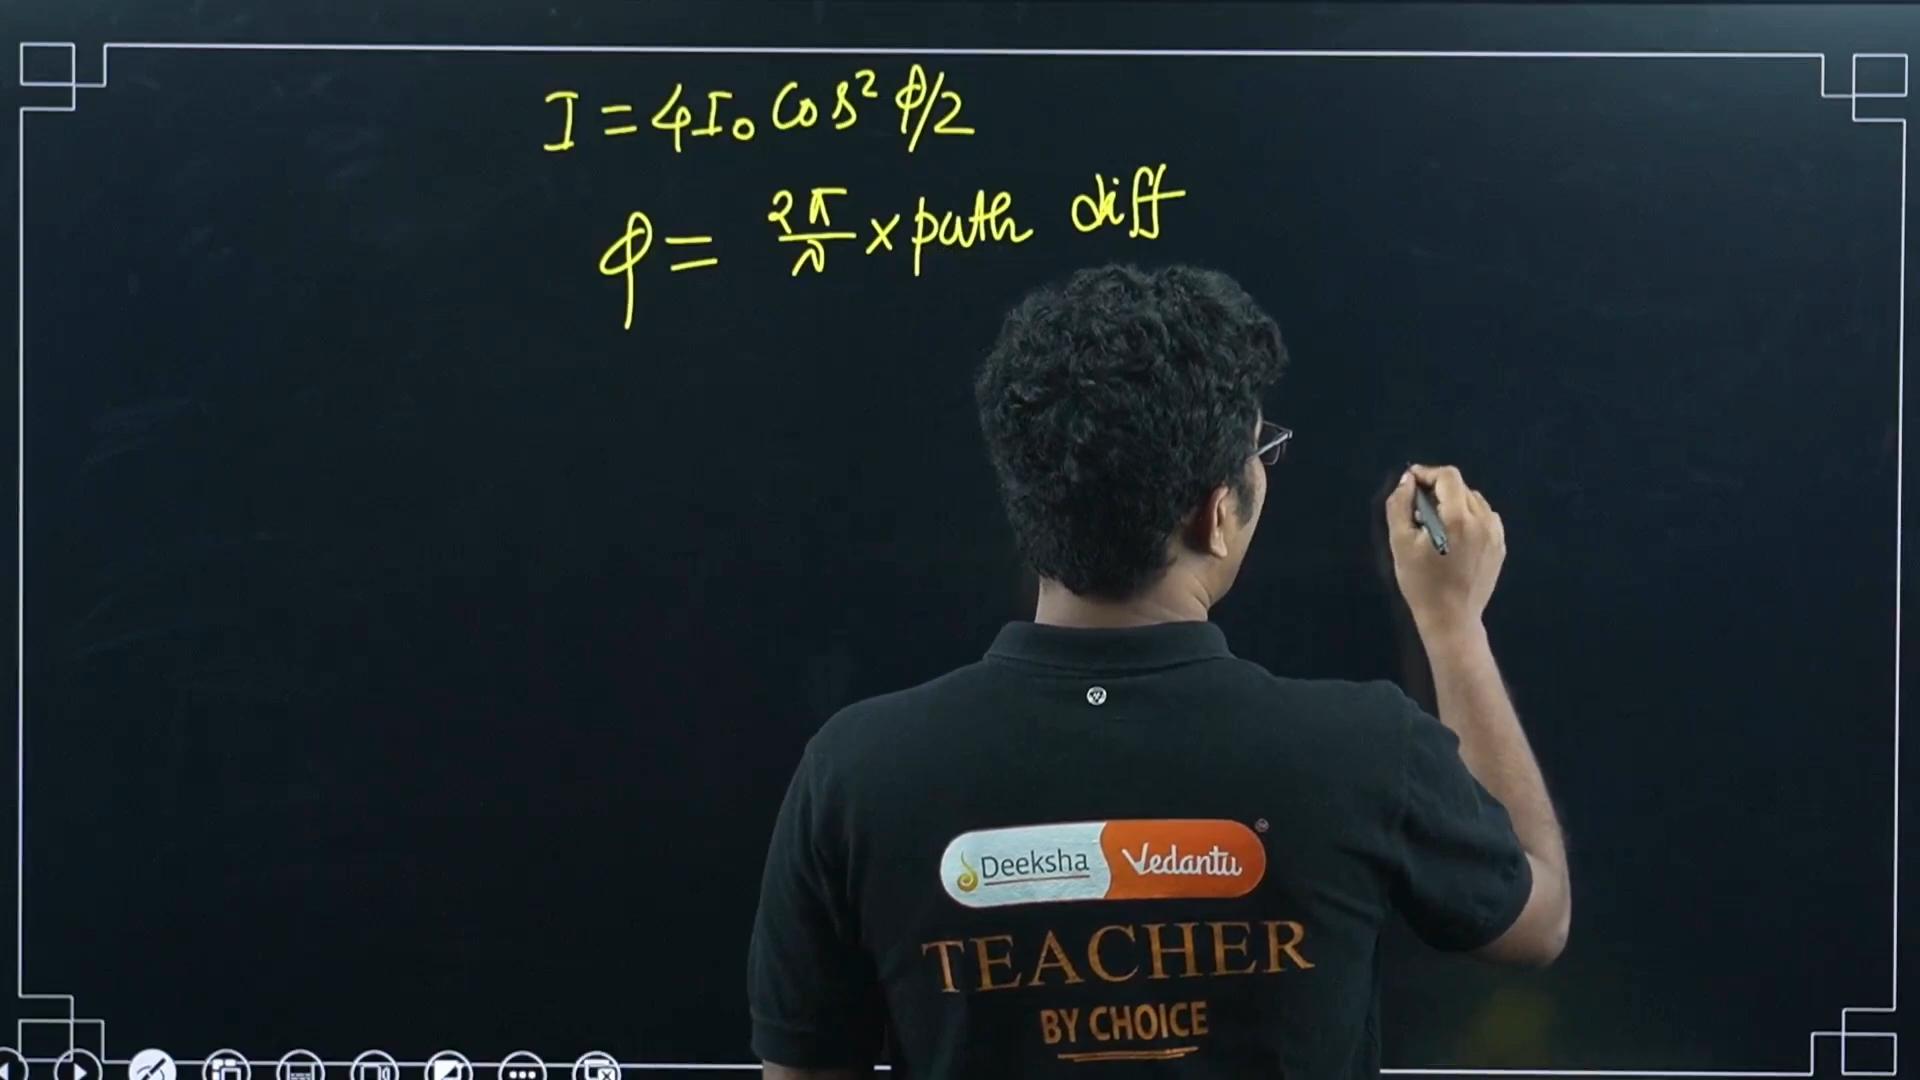 I = 4I₀ Cos² φ/2
φ = 2π/λ × path diff
Deeksha Vedantu
TEACHER
BY CHOICE